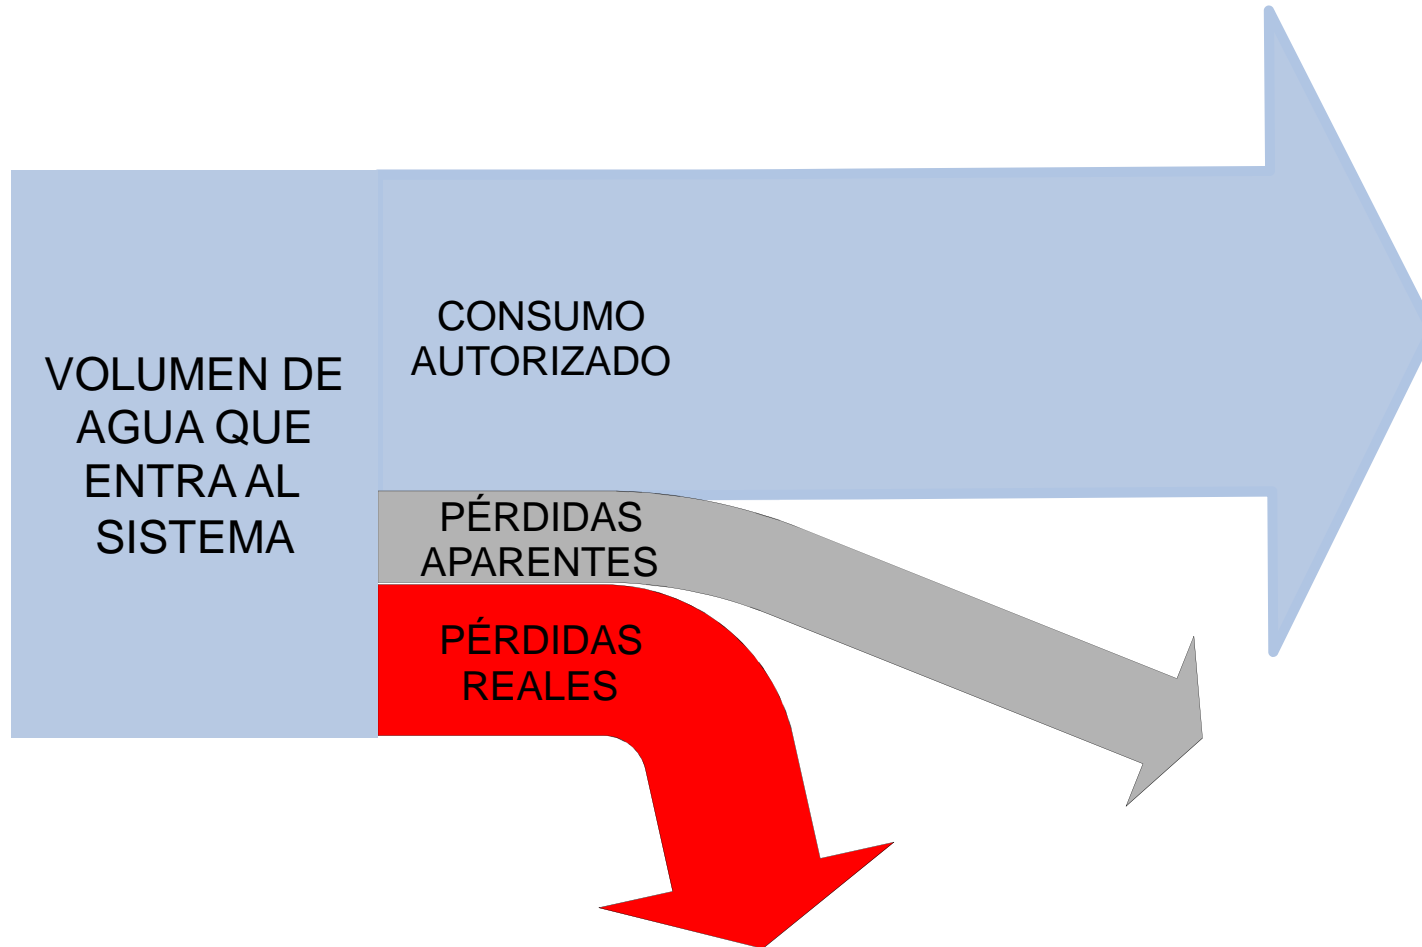 VOLUMEN DE
AGUA QUE
ENTRA AL
SISTEMA
CONSUMO
AUTORIZADO
PÉRDIDAS
APARENTES
PÉRDIDAS
REALES